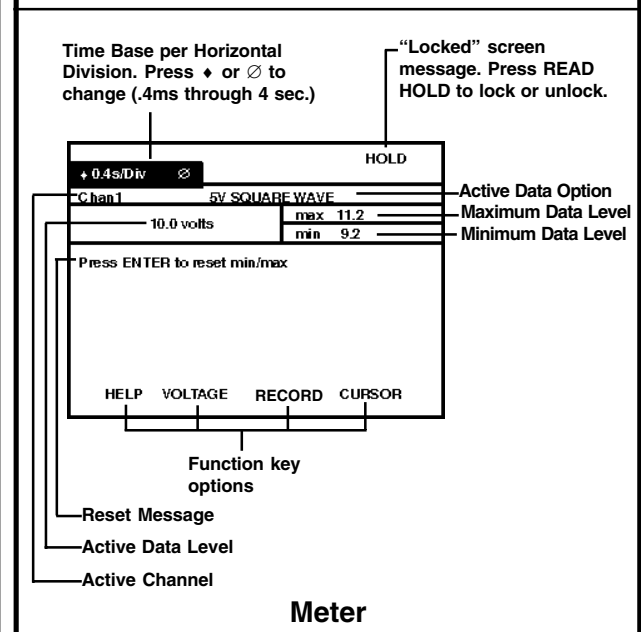 Time Base per Horizontal
Division. Press ♦ or ∅ to
change (.4ms through 4 sec.)
“Locked” screen
message. Press READ
HOLD to lock or unlock.
HOLD
♦ 0.4s/Div ∅
Chan1 5V SQUARE WAVE
Active Data Option
10.0 volts
max 11.2
Maximum Data Level
min 9.2
Minimum Data Level
Press ENTER to reset min/max
HELP VOLTAGE RECORD CURSOR
Function key
options
Reset Message
Active Data Level
Active Channel
Meter